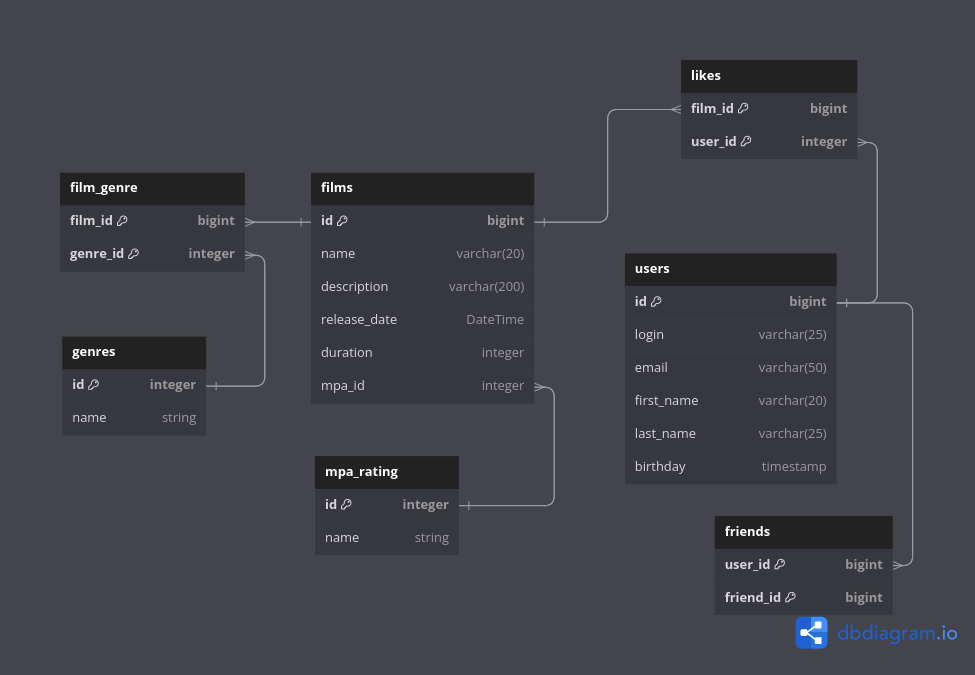 likes
film_id bigint
user_id integer
film_genre
film_id bigint
genre_id integer
films
id bigint
name varchar(20)
description varchar(200)
release_date DateTime
duration integer
mpa_id integer
users
id bigint
login varchar(25)
email varchar(50)
first_name varchar(20)
last_name varchar(25)
birthday timestamp
genres
id integer
name string
mpa_rating
id integer
name string
friends
user_id bigint
friend_id bigint
dbdiagram.io